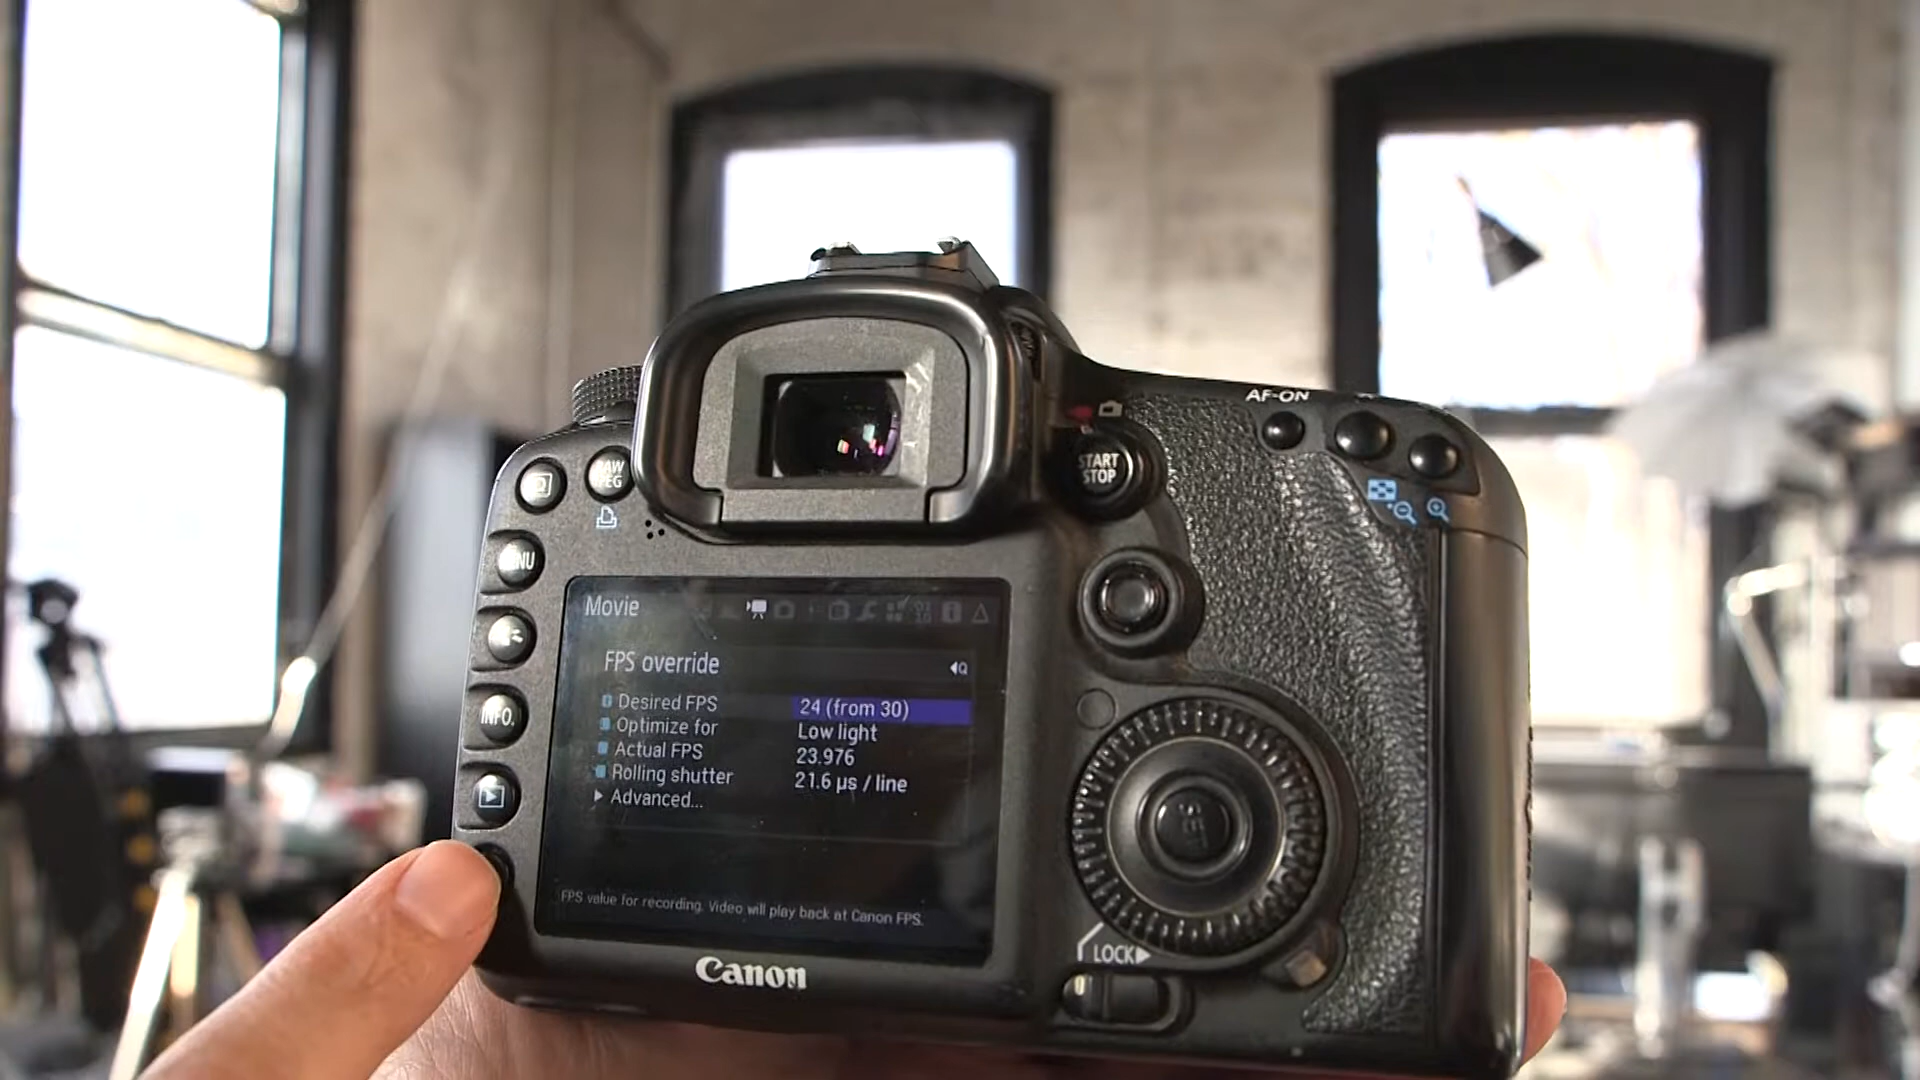 AF-ON
START
STOP
INFO.
Movie
FPS override
Q
Desired FPS 24 (from 30)
Optimize for Low light
Actual FPS 23.976
Rolling shutter 21.6 µs / line
Advanced...
FPS value for recording. Video will play back at Canon FPS.
SET
LOCK
Canon